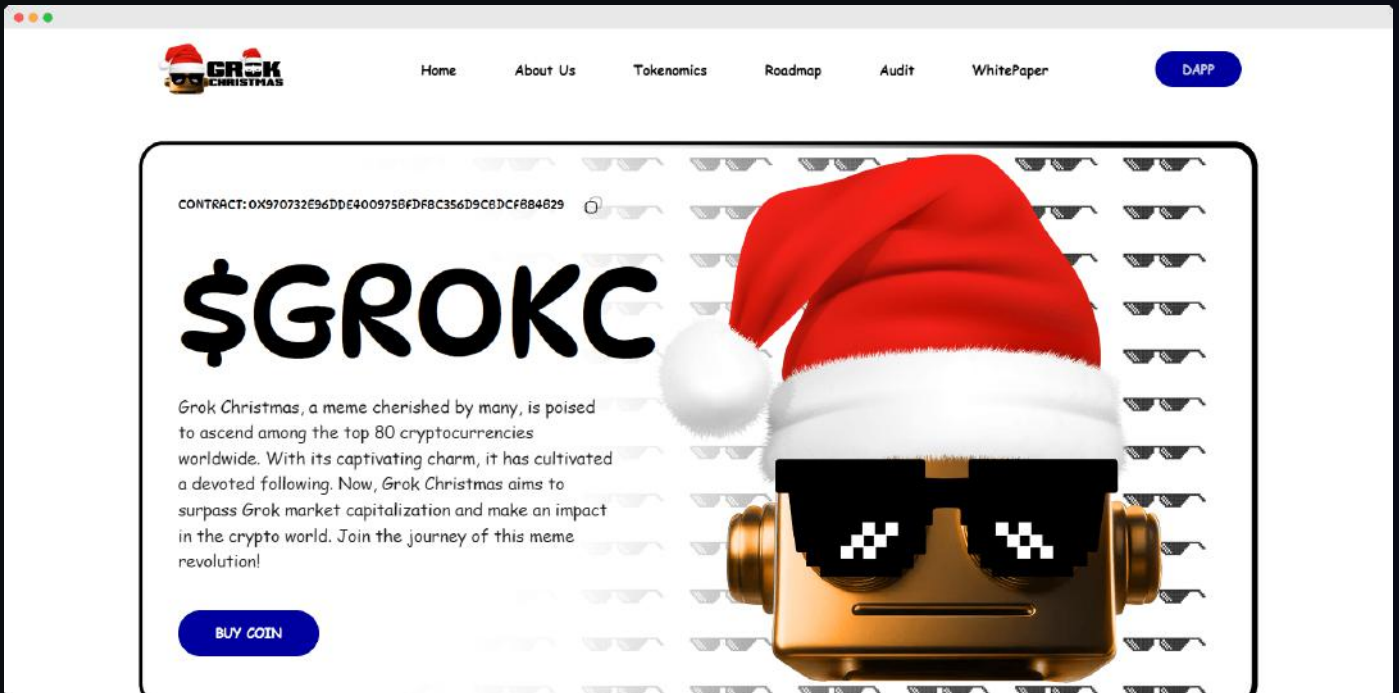 GROK
CHRISTMAS
Home
About Us
Tokenomics
Roadmap
Audit
WhitePaper
DAPP
$GROKC
Grok Christmas, a meme cherished by many, is poised
to ascend among the top 80 cryptocurrencies
worldwide. With its captivating charm, it has cultivated
a devoted following. Now, Grok Christmas aims to
surpass Grok market capitalization and make an impact
in the crypto world. Join the journey of this meme
revolution!
BUY COIN
CONTRACT: